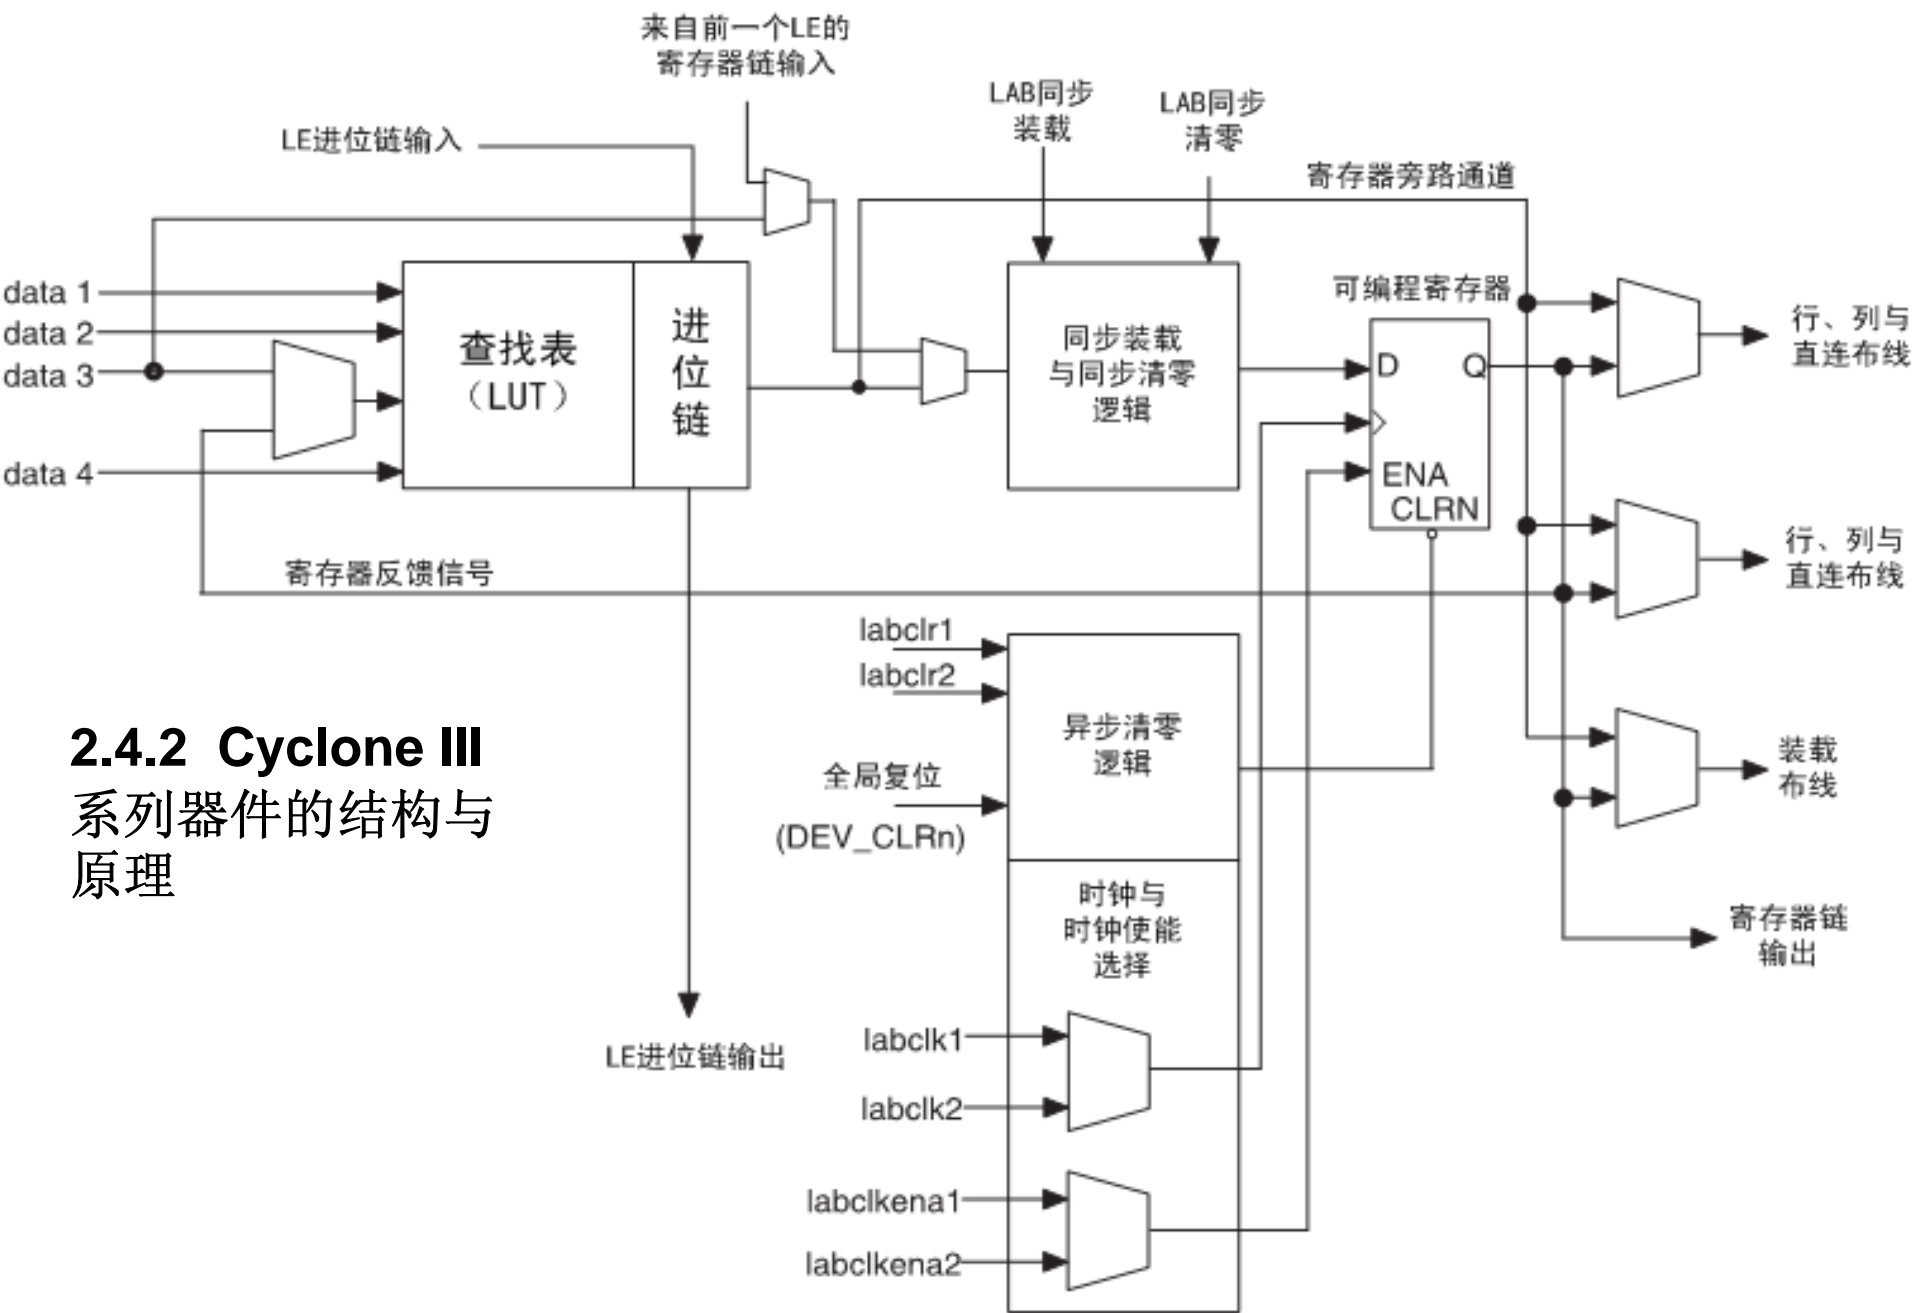 来自前一个LE的
寄存器链输入
LAB同步
装载
LAB同步
清零
LE进位链输入
寄存器旁路通道
data 1
data 2
data 3
data 4
查找表
（LUT）
进
位
链
同步装载
与同步清零
逻辑
可编程寄存器
D
Q
ENA
CLRN
行、列与
直连布线
行、列与
直连布线
寄存器反馈信号
labclr1
labclr2
异步清零
逻辑
全局复位
(DEV_CLRn)
装载
布线
2.4.2 Cyclone III
系列器件的结构与
原理
时钟与
时钟使能
选择
寄存器链
输出
LE进位链输出
labclk1
labclk2
labclkena1
labclkena2